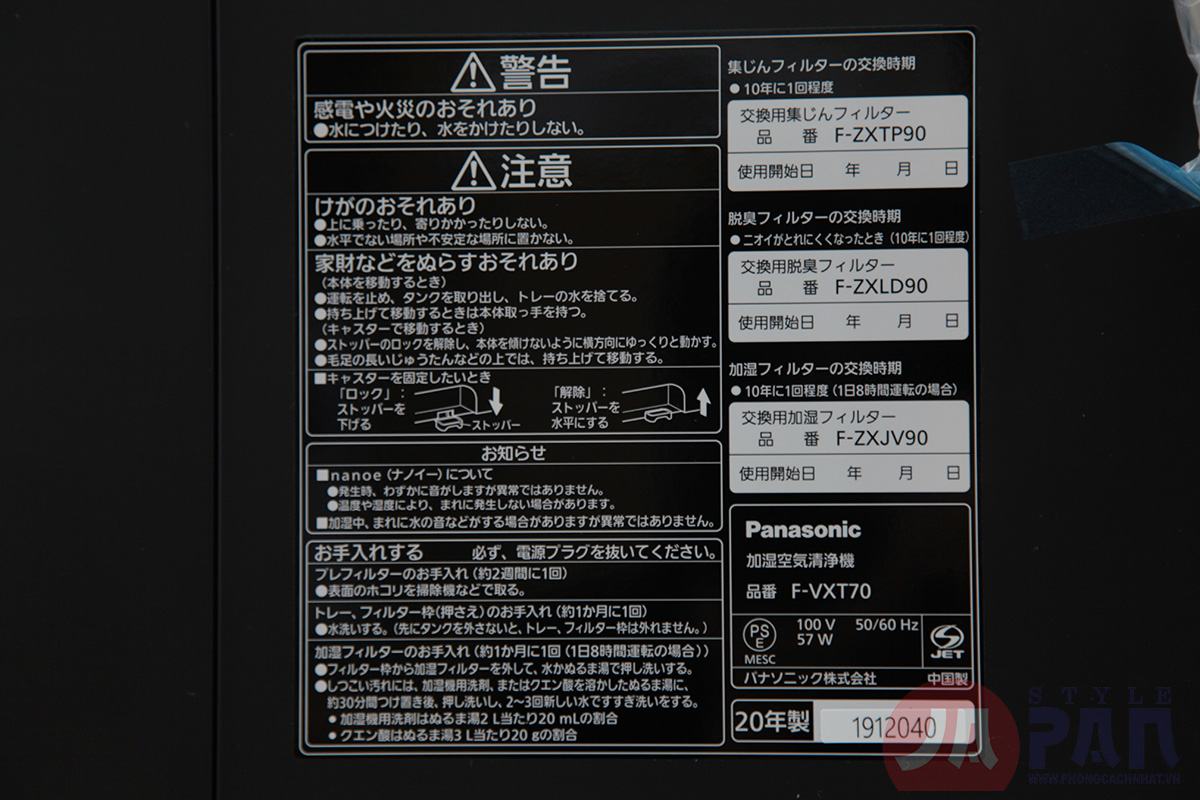 ⚠警告
感電や火災のおそれあり
●水につけたり、水をかけたりしない。
⚠注意
けがのおそれあり
●上に乗ったり、寄りかかったりしない。
●水平でない場所や不安定な場所に置かない。
家財などをぬらすおそれあり
(本体を移動するとき)
●運転を止め、タンクを取り出し、トレーの水を捨てる。
●持ち上げて移動するときは本体取っ手を持つ。
(キャスターで移動するとき)
●ストッパーのロックを解除し、本体を傾けないように横方向にゆっくりと動かす。
●毛足の長いじゅうたんなどの上では、持ち上げて移動する。
■キャスターを固定したいとき
「ロック」:
ストッパーを
下げる
ストッパー
「解除」:
ストッパーを
水平にする
お知らせ
■nanoe(ナノイー)について
●発生時、わずかに音がしますが異常ではありません。
●温度や湿度により、まれに発生しない場合があります。
■加湿中、まれに水の音などがする場合がありますが異常ではありません。
お手入れする 必ず、電源プラグを抜いてください。
プレフィルターのお手入れ(約2週間に1回)
●表面のホコリを掃除機などで取る。
トレー、フィルター枠(押さえ)のお手入れ(約1か月に1回)
●水洗いする。(先にタンクを外さないと、トレー、フィルター枠は外れません。)
加湿フィルターのお手入れ(約1か月に1回(1日8時間運転の場合))
●フィルター枠から加湿フィルターを外して、水かぬるま湯で押し洗いする。
●しつこい汚れには、加湿機用洗剤、またはクエン酸を溶かしたぬるま湯に、
約30分間つけ置き後、押し洗いし、2~3回新しい水ですすぎ洗いをする。
● 加湿機用洗剤はぬるま湯2 L当たり20 mLの割合
● クエン酸はぬるま湯3 L当たり20 gの割合
集じんフィルターの交換時期
● 10年に1回程度
交換用集じんフィルター
品 番 F-ZXTP90
使用開始日 年 月 日
脱臭フィルターの交換時期
● ニオイがとれにくくなったとき(10年に1回程度)
交換用脱臭フィルター
品 番 F-ZXLD90
使用開始日 年 月 日
加湿フィルターの交換時期
● 10年に1回程度(1日8時間運転の場合)
交換用加湿フィルター
品 番 F-ZXJV90
使用開始日 年 月 日
Panasonic
加湿空気清浄機
品番 F-VXT70
PS
E
MESC
100 V 50/60 Hz
57 W
JET
パナソニック株式会社 中国製
20年製 1912040
STYLE
JAPAN
WWW.PHONGCACHNHAT.VN